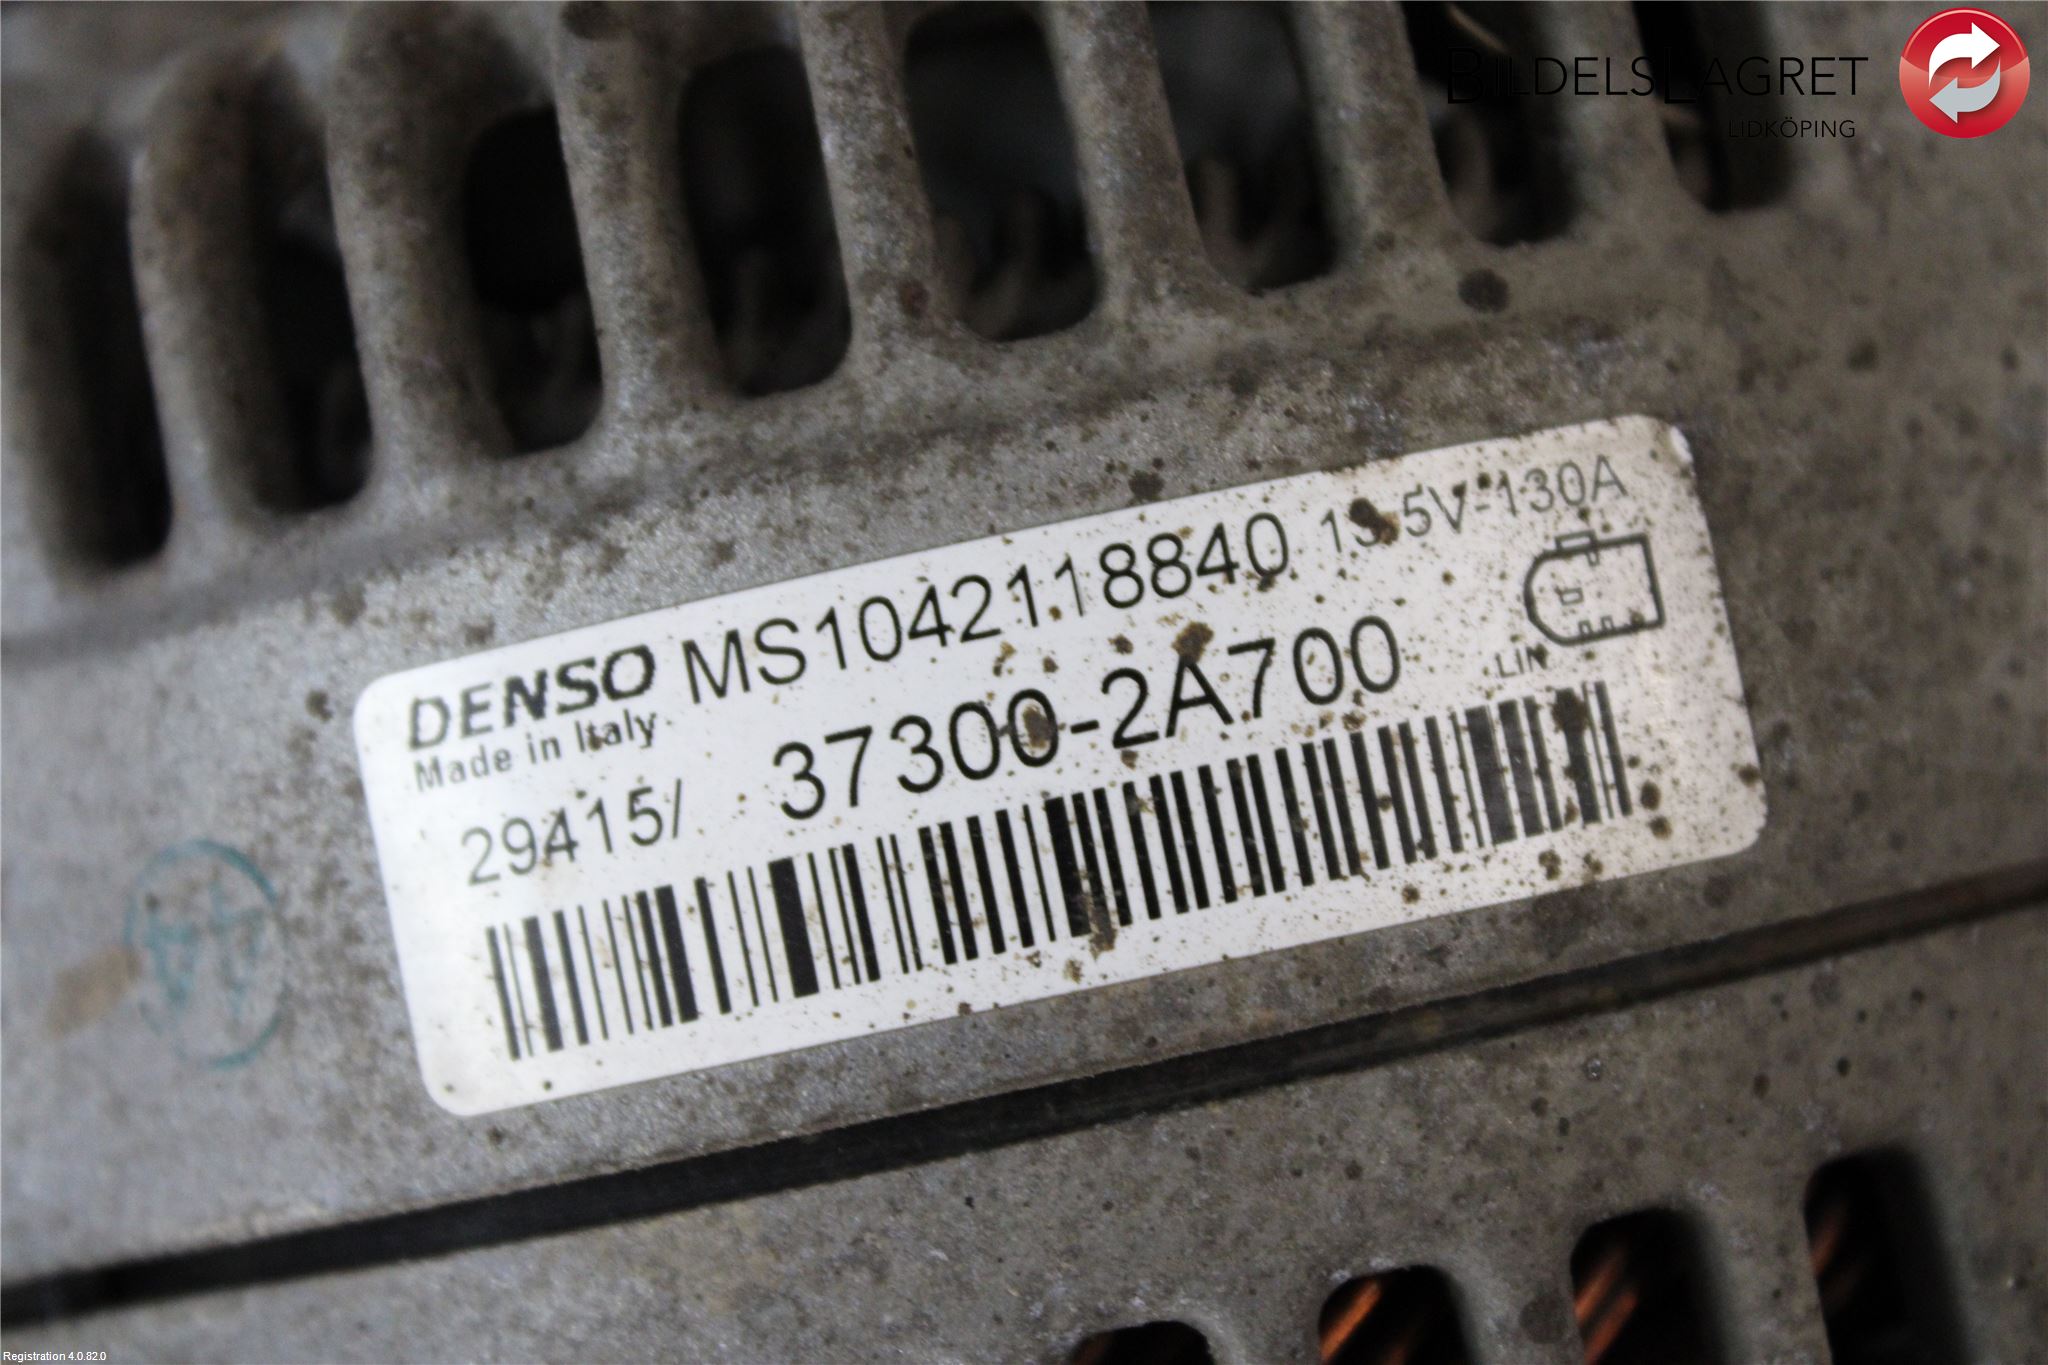 BILDELSLAGRET
LIDKÖPING
DENSO MS1042118840 13.5V-130A
Made in Italy
29415/ 37300-2A700
LIN
Registration 4.0.82.0